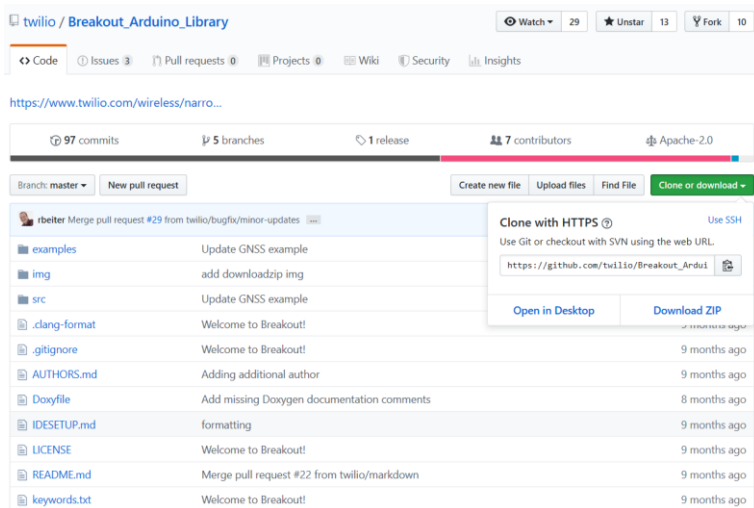 twilio / Breakout_Arduino_Library
Watch 29 Unstar 13 Fork 10
Code Issues 3 Pull requests 0 Projects 0 Wiki Security Insights
https://www.twilio.com/wireless/narro...
97 commits 5 branches 1 release 7 contributors Apache-2.0
Branch: master New pull request Create new file Upload files Find File Clone or download
rbeiter Merge pull request #29 from twilio/bugfix/minor-updates ...
Clone with HTTPS Use SSH
Use Git or checkout with SVN using the web URL.
https://github.com/twilio/Breakout_Ardui
Open in Desktop Download ZIP
examples Update GNSS example
img add downloadzip img
src Update GNSS example
.clang-format Welcome to Breakout! 9 months ago
.gitignore Welcome to Breakout! 9 months ago
AUTHORS.md Adding additional author 9 months ago
Doxyfile Add missing Doxygen documentation comments 8 months ago
IDESETUP.md formatting 9 months ago
LICENSE Welcome to Breakout! 9 months ago
README.md Merge pull request #22 from twilio/markdown 9 months ago
keywords.txt Welcome to Breakout! 9 months ago